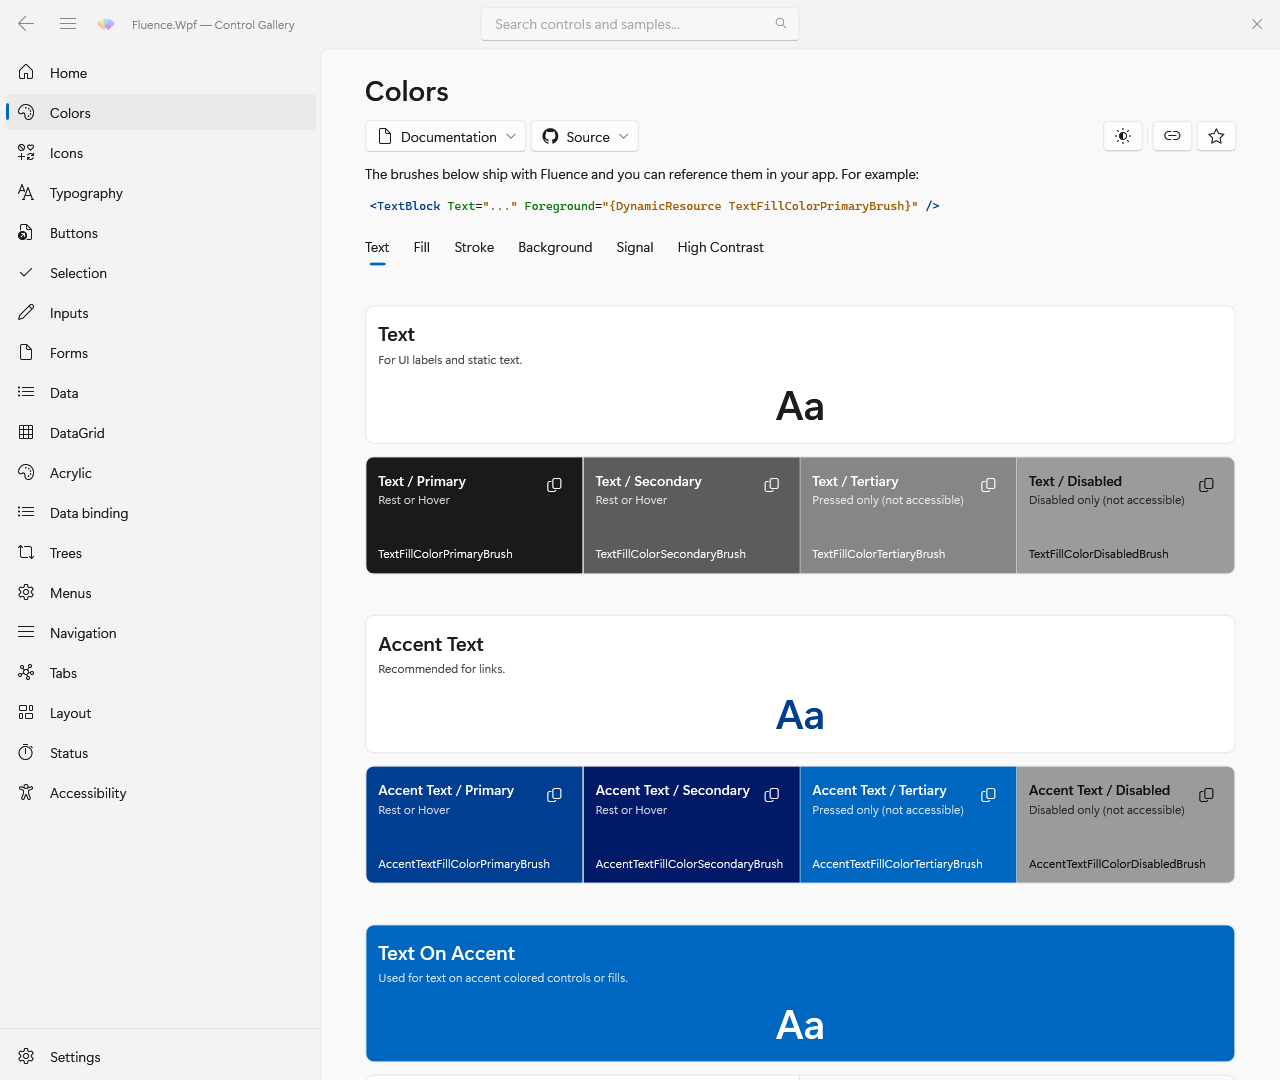 Fluence.Wpf — Control Gallery
Search controls and samples...
Home
Colors
Icons
Typography
Buttons
Selection
Inputs
Forms
Data
DataGrid
Acrylic
Data binding
Trees
Menus
Navigation
Tabs
Layout
Status
Accessibility
Settings
Colors
Documentation Source
The brushes below ship with Fluence and you can reference them in your app. For example:
<TextBlock Text="..." Foreground="{DynamicResource TextFillColorPrimaryBrush}" />
Text Fill Stroke Background Signal High Contrast
Text
For UI labels and static text.
Aa
Text / Primary
Rest or Hover
TextFillColorPrimaryBrush
Text / Secondary
Rest or Hover
TextFillColorSecondaryBrush
Text / Tertiary
Pressed only (not accessible)
TextFillColorTertiaryBrush
Text / Disabled
Disabled only (not accessible)
TextFillColorDisabledBrush
Accent Text
Recommended for links.
Aa
Accent Text / Primary
Rest or Hover
AccentTextFillColorPrimaryBrush
Accent Text / Secondary
Rest or Hover
AccentTextFillColorSecondaryBrush
Accent Text / Tertiary
Pressed only (not accessible)
AccentTextFillColorTertiaryBrush
Accent Text / Disabled
Disabled only (not accessible)
AccentTextFillColorDisabledBrush
Text On Accent
Used for text on accent colored controls or fills.
Aa